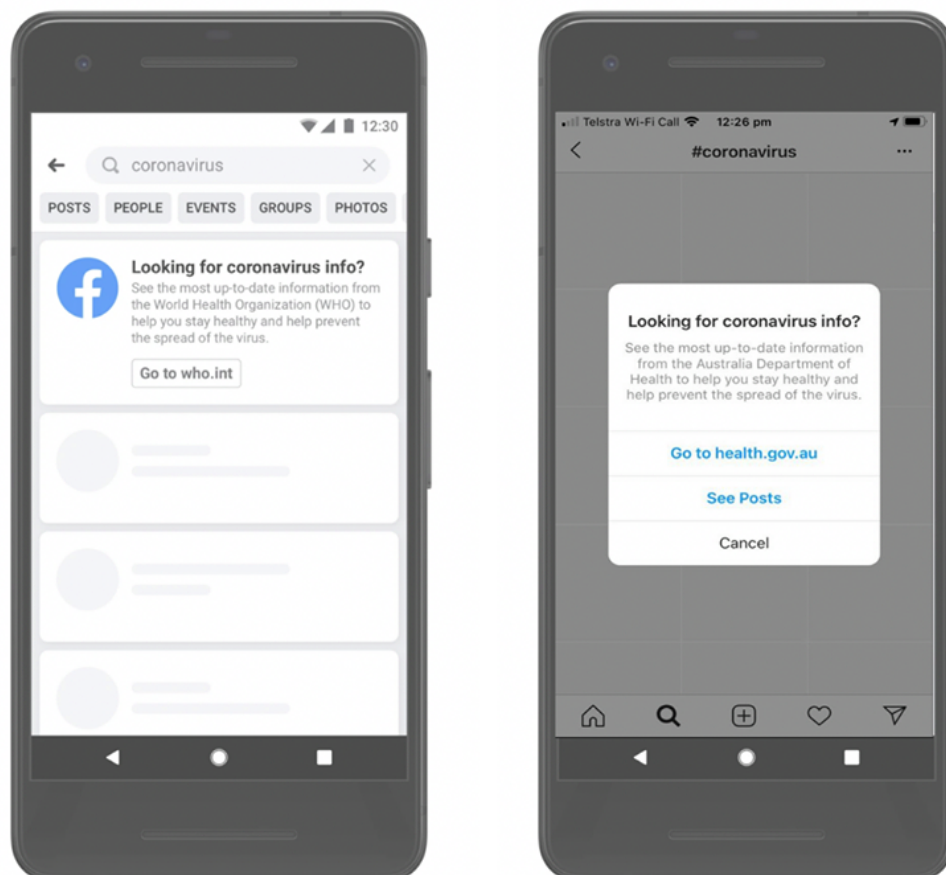 12:30
coronavirus
POSTS PEOPLE EVENTS GROUPS PHOTOS
Looking for coronavirus info?
See the most up-to-date information from
the World Health Organization (WHO) to
help you stay healthy and help prevent
the spread of the virus.
Go to who.int
Telstra Wi-Fi Call 12:26 pm
#coronavirus
Looking for coronavirus info?
See the most up-to-date information
from the Australia Department of
Health to help you stay healthy and
help prevent the spread of the virus.
Go to health.gov.au
See Posts
Cancel